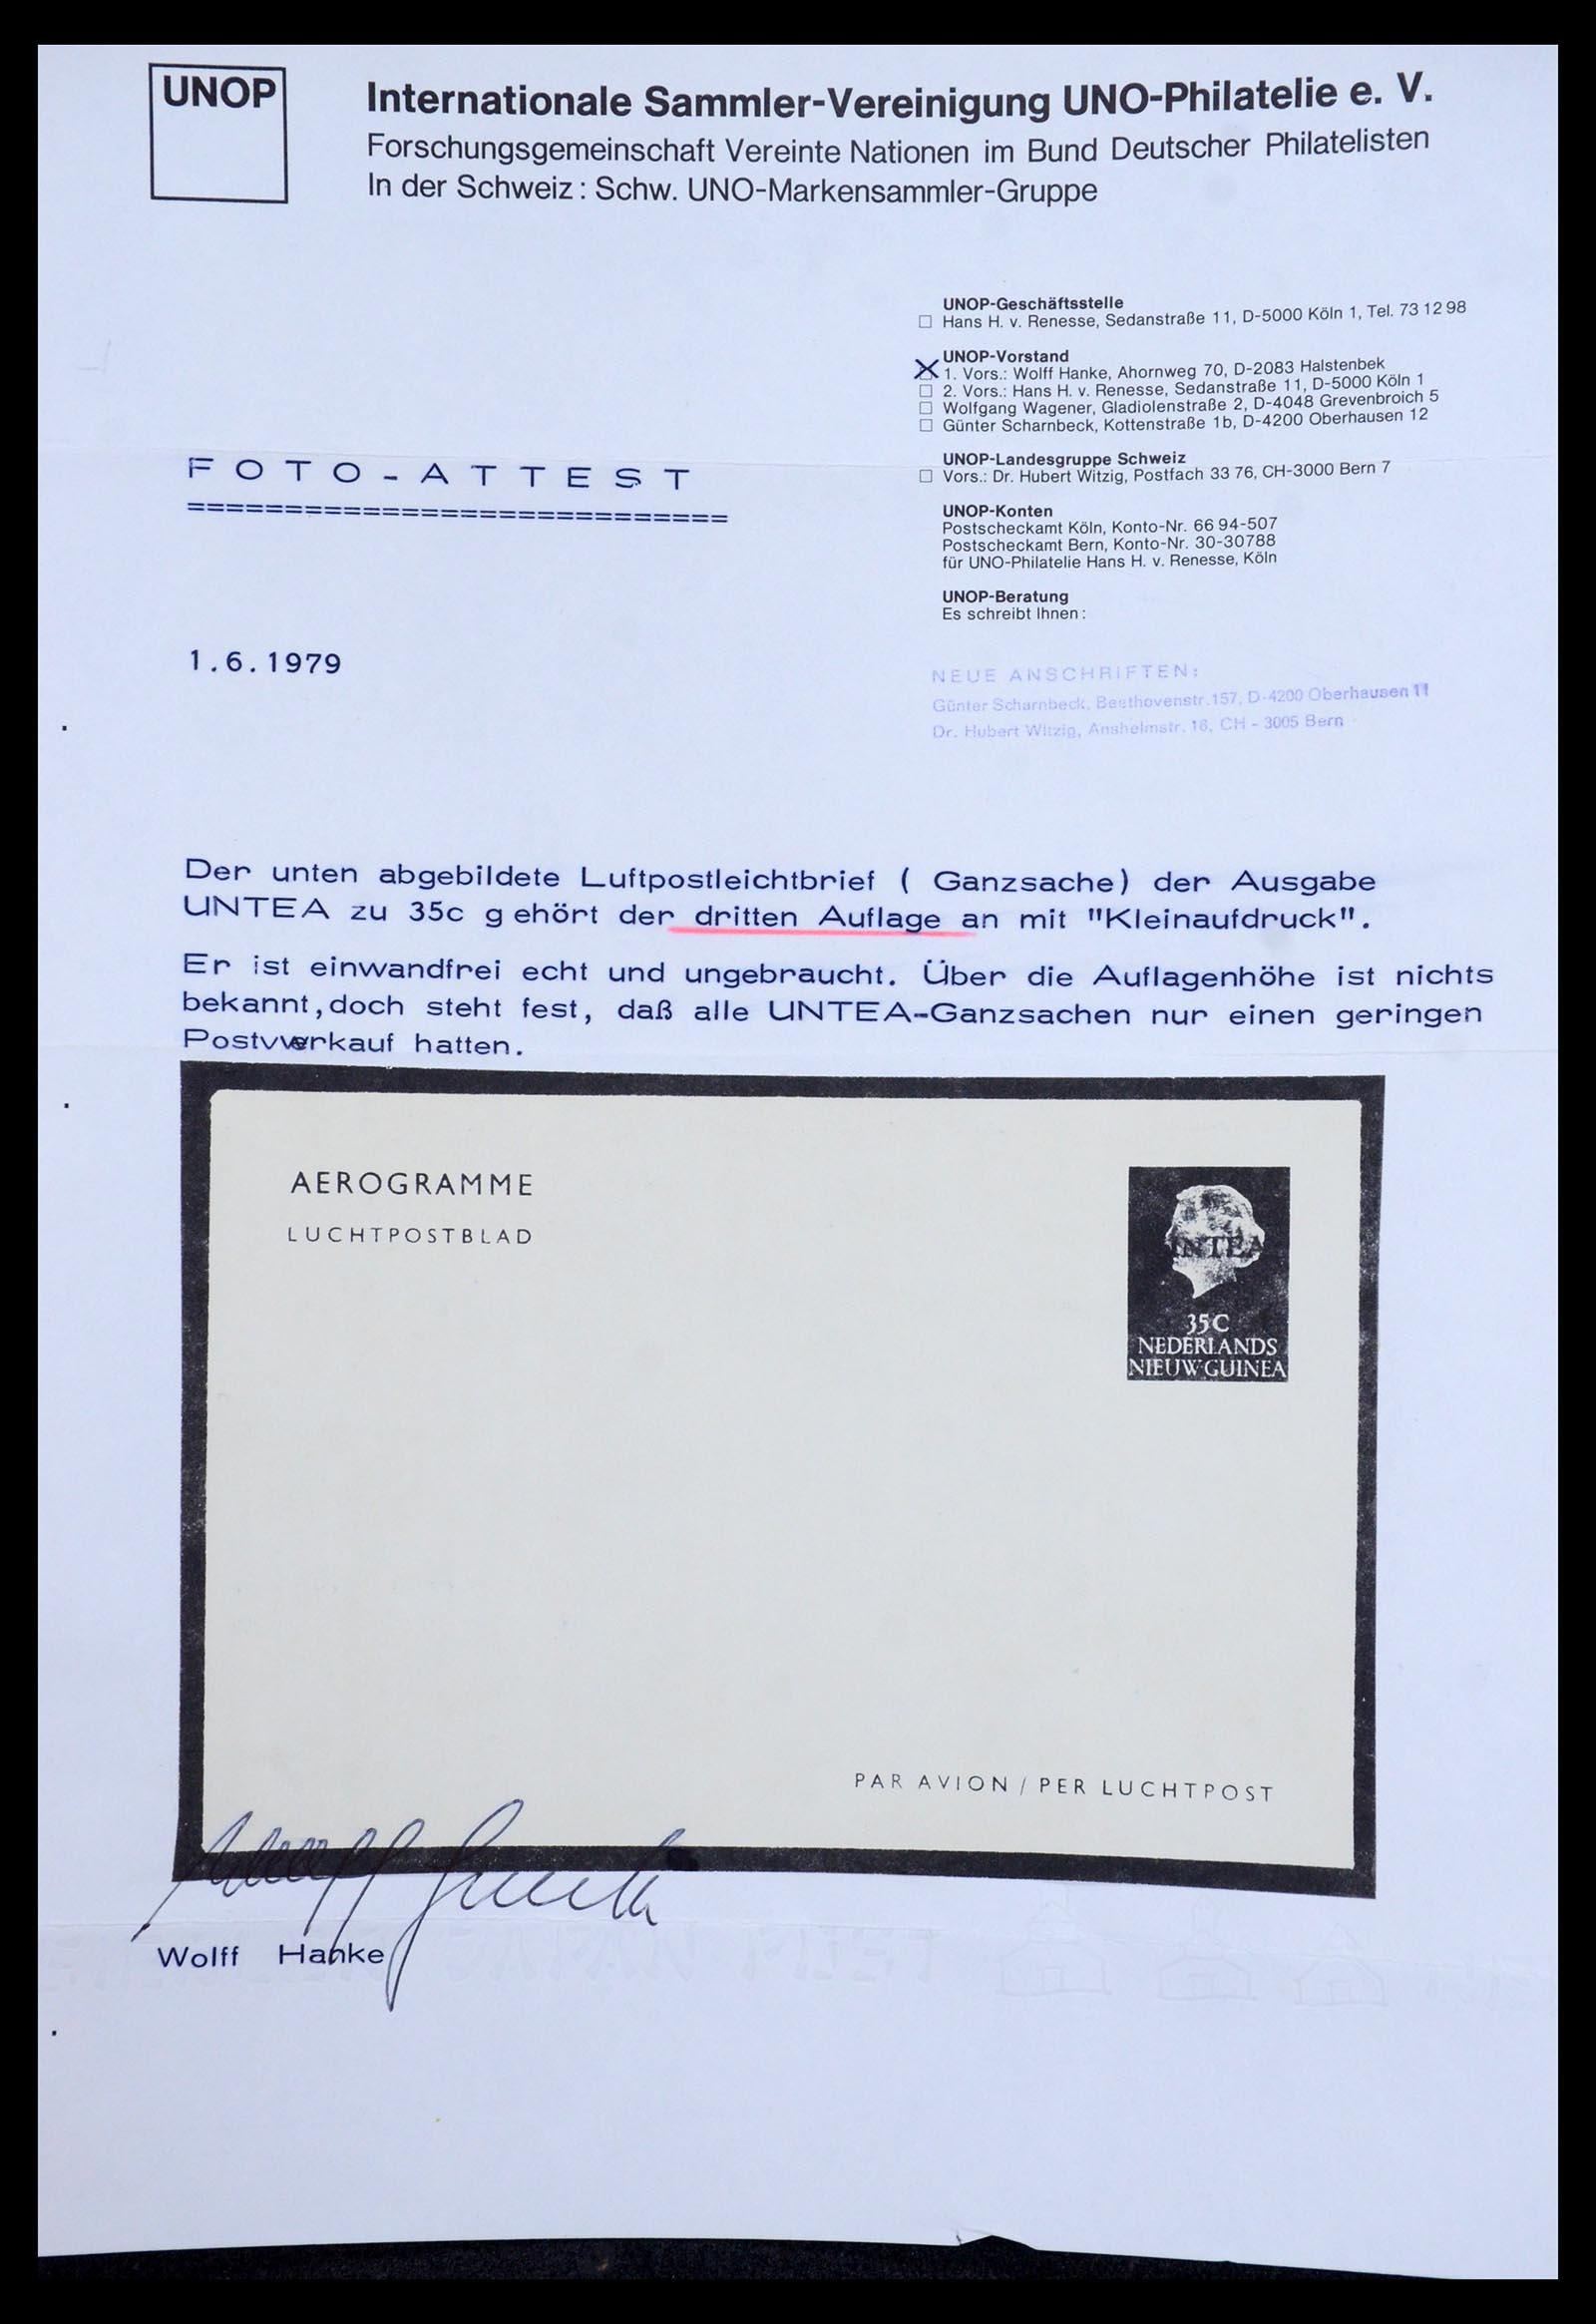 UNOP
Internationale Sammler-Vereinigung UNO-Philatelie e. V.
Forschungsgemeinschaft Vereinte Nationen im Bund Deutscher Philatelisten
In der Schweiz: Schw. UNO-Markensammler-Gruppe
UNOP-Geschäftsstelle
Hans H. v. Renesse, Sedanstraße 11, D-5000 Köln 1, Tel. 73 12 98
UNOP-Vorstand
1. Vors.: Wolff Hanke, Ahornweg 70, D-2083 Halstenbek
2. Vors.: Hans H. v. Renesse, Sedanstraße 11, D-5000 Köln 1
Wolfgang Wagener, Gladiolenstraße 2, D-4048 Grevenbroich 5
Günter Scharnbeck, Kottenstraße 1b, D-4200 Oberhausen 12
UNOP-Landesgruppe Schweiz
Vors.: Dr. Hubert Witzig, Postfach 33 76, CH-3000 Bern 7
UNOP-Konten
Postscheckamt Köln, Konto-Nr. 66 94-507
Postscheckamt Bern, Konto-Nr. 30-30788
für UNO-Philatelie Hans H. v. Renesse, Köln
UNOP-Beratung
Es schreibt Ihnen:
NEUE ANSCHRIFTEN:
Günter Scharnbeck, Beethovenstr.157, D-4200 Oberhausen 11
Dr. Hubert Witzig, Anshelmstr. 18, CH - 3005 Bern
FOTO-ATTEST
============================
1.6.1979
Der unten abgebildete Luftpostleichtbrief ( Ganzsache) der Ausgabe
UNTEA zu 35c g ehört der dritten Auflage an mit "Kleinaufdruck".
Er ist einwandfrei echt und ungebraucht. Über die Auflagenhöhe ist nichts
bekannt,doch steht fest, daß alle UNTEA-Ganzsachen nur einen geringen
Postvverkauf hatten.
AEROGRAMME
LUCHTPOSTBLAD
UNTEA
35C
NEDERLANDS
NIEUW GUINEA
PAR AVION / PER LUCHTPOST
Wolff Hanke
Wolff Hanke